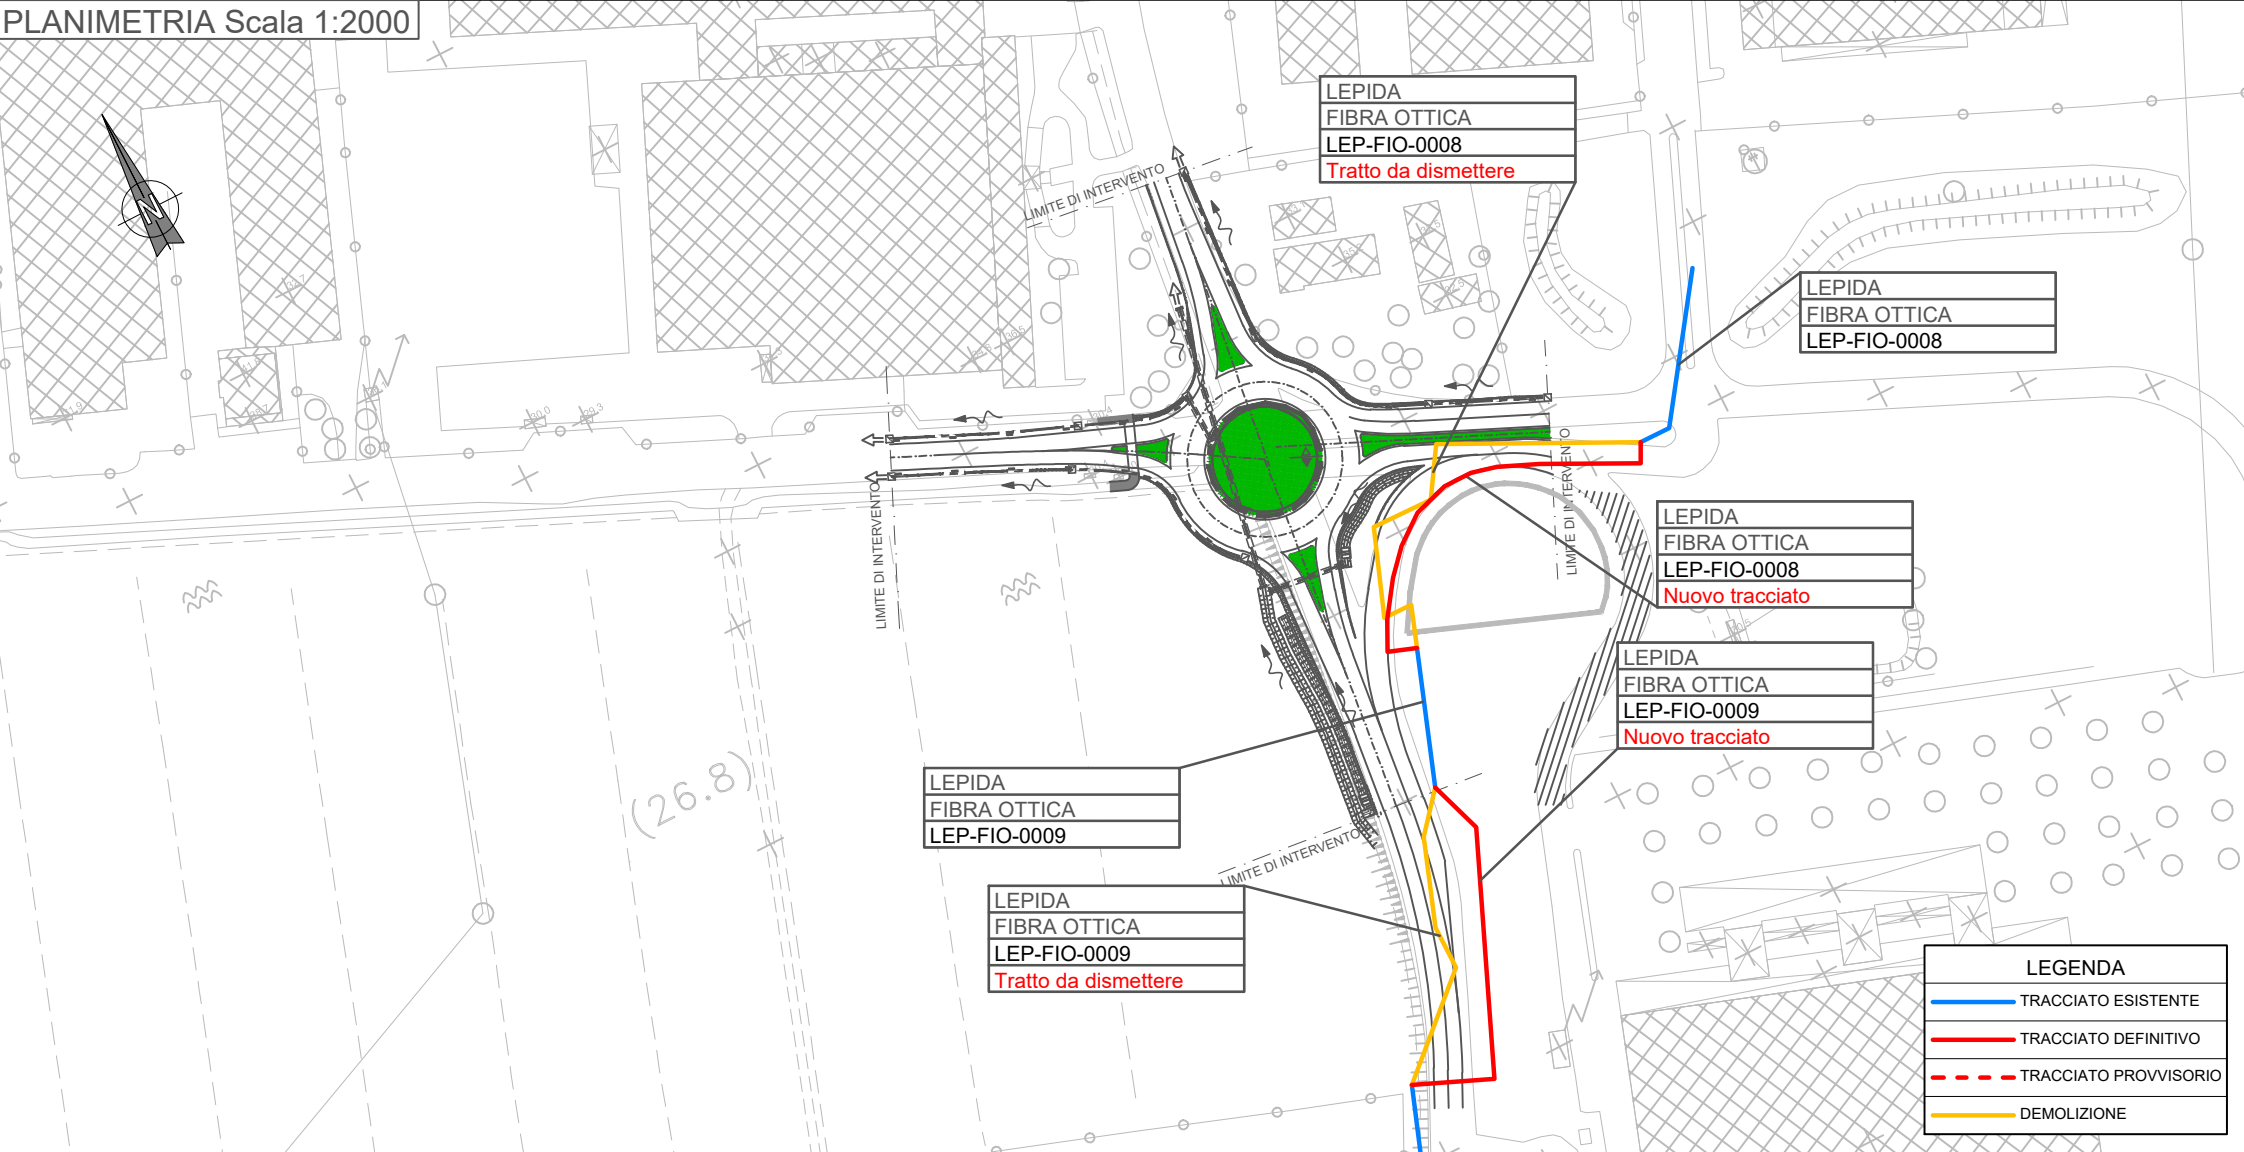 PLANIMETRIA Scala 1:2000
LEPIDA
FIBRA OTTICA
LEP-FIO-0008
Tratto da dismettere
LIMITE DI INTERVENTO
N
LEPIDA
FIBRA OTTICA
LEP-FIO-0008
LIMITE DI INTERVENTO
LIMITE DI INTERVENTO
LEPIDA
FIBRA OTTICA
LEP-FIO-0008
Nuovo tracciato
LEPIDA
FIBRA OTTICA
LEP-FIO-0009
Nuovo tracciato
(26.8)
LEPIDA
FIBRA OTTICA
LEP-FIO-0009
LIMITE DI INTERVENTO
LEPIDA
FIBRA OTTICA
LEP-FIO-0009
Tratto da dismettere
LEGENDA
TRACCIATO ESISTENTE
TRACCIATO DEFINITIVO
TRACCIATO PROVVISORIO
DEMOLIZIONE